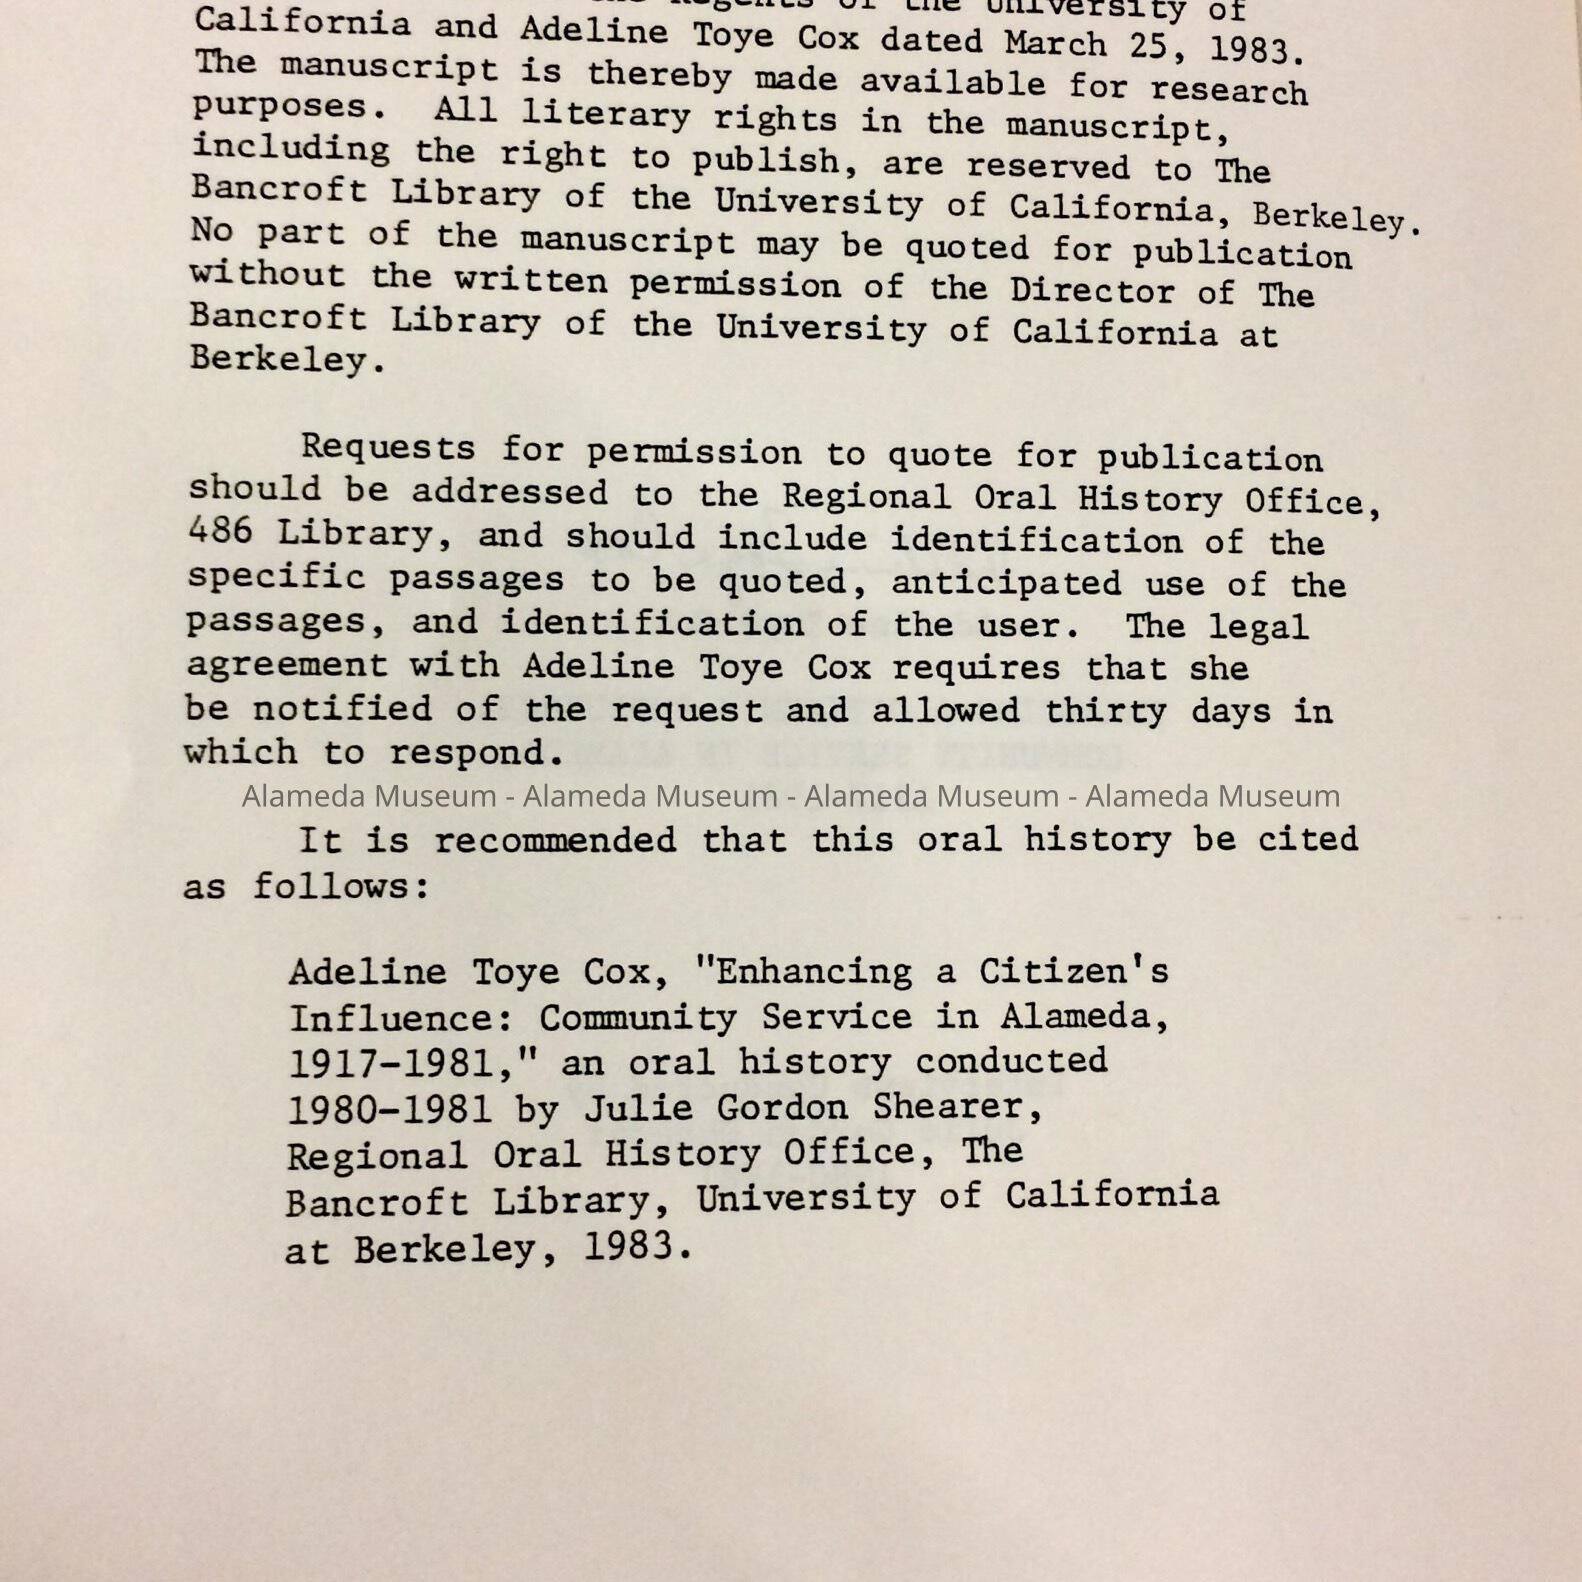 Regents of the University of
California and Adeline Toye Cox dated March 25, 1983.
The manuscript is thereby made available for research
purposes.  All literary rights in the manuscript,
including the right to publish, are reserved to The
Bancroft Library of the University of California, Berkeley.
No part of the manuscript may be quoted for publication
without the written permission of the Director of The
Bancroft Library of the University of California at
Berkeley.
Requests for permission to quote for publication
should be addressed to the Regional Oral History Office,
486 Library, and should include identification of the
specific passages to be quoted, anticipated use of the
passages, and identification of the user.  The legal
agreement with Adeline Toye Cox requires that she
be notified of the request and allowed thirty days in
which to respond.
Alameda Museum - Alameda Museum - Alameda Museum - Alameda Museum
It is recommended that this oral history be cited
as follows:
Adeline Toye Cox, "Enhancing a Citizen's
Influence: Community Service in Alameda,
1917-1981," an oral history conducted
1980-1981 by Julie Gordon Shearer,
Regional Oral History Office, The
Bancroft Library, University of California
at Berkeley, 1983.